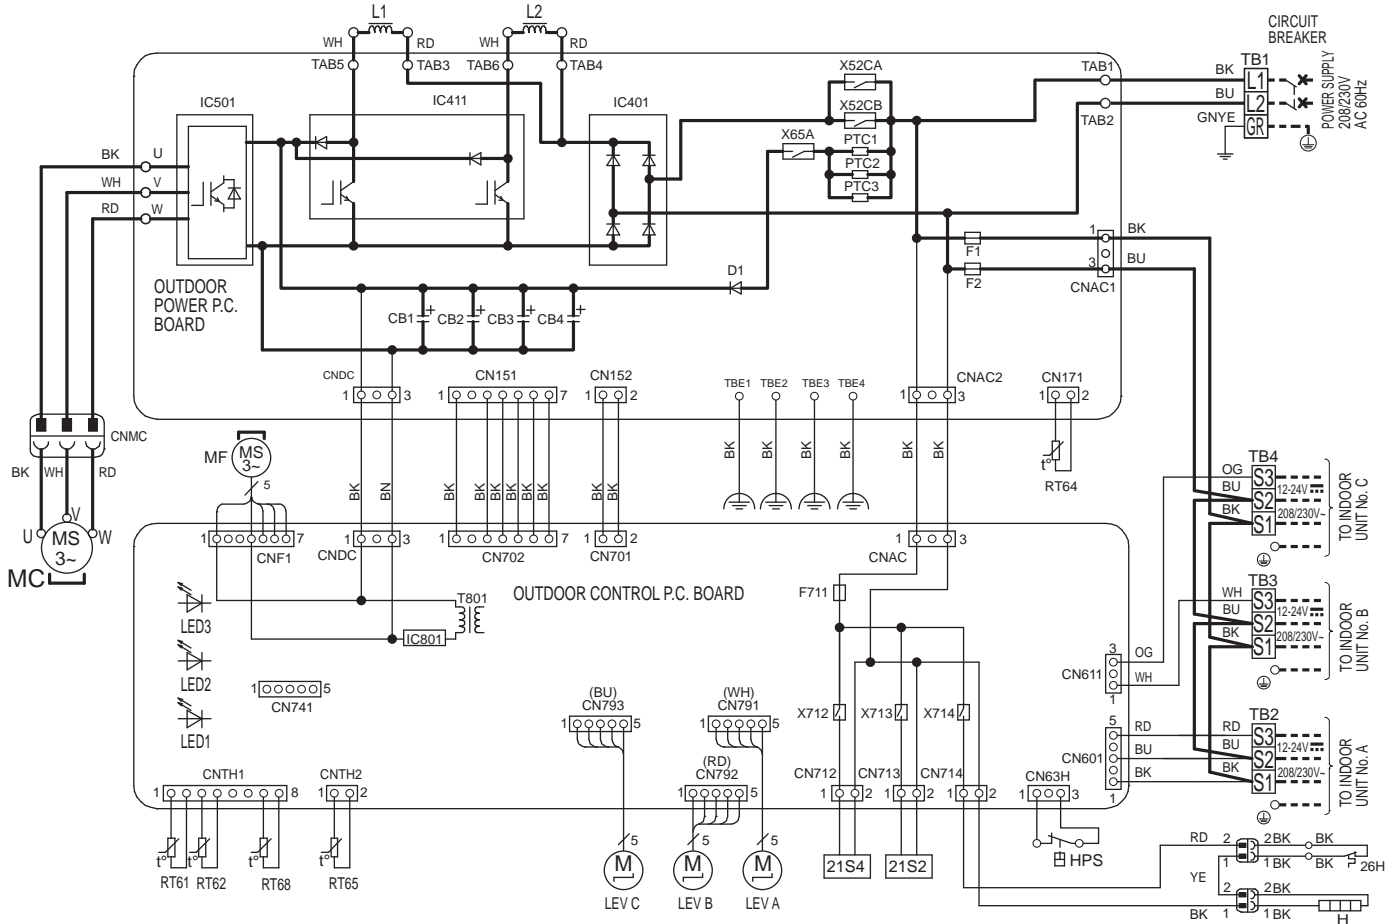 L1
L2
WH
RD
WH
RD
TAB5
TAB3
TAB6
TAB4
CIRCUIT
BREAKER
TB1
POWER SUPPLY
208/230V
AC 60Hz
TAB1
BK
L1
BU
L2
TAB2
GNYE
GR
IC501
IC411
IC401
X52CA
X52CB
X65A
PTC1
PTC2
PTC3
BK
U
WH
V
RD
W
1
BK
F1
3
BU
F2
CNAC1
D1
OUTDOOR
POWER P.C.
BOARD
CB1
+
CB2
+
CB3
+
CB4
+
CNDC
1
3
CN151
1
7
CN152
1
2
TBE1
TBE2
TBE3
TBE4
CNAC2
1
3
CN171
1
2
t°
RT64
CNMC
BK
WH
RD
MF
MS
3~
5
BK
BN
BK
BK
BK
BK
BK
BK
BK
BK
BK
BK
BK
BK
BK
BK
U
V
W
MS
3~
MC
1
7
CNF1
1
3
CNDC
1
7
CN702
1
2
CN701
1
3
CNAC
TB4
OG
S3
BU
12-24V
S2
BK
208/230V~
S1
TO INDOOR
UNIT No. C
TB3
WH
S3
BU
12-24V
S2
BK
208/230V~
S1
TO INDOOR
UNIT No. B
TB2
RD
S3
BU
12-24V
S2
BK
208/230V~
S1
TO INDOOR
UNIT No. A
OUTDOOR CONTROL P.C. BOARD
F711
T801
IC801
LED3
LED2
LED1
1
5
CN741
3
OG
CN611
WH
1
5
RD
BU
CN601
BK
1
(BU)
CN793
1
5
(WH)
CN791
1
5
(RD)
CN792
1
5
X712
X713
X714
CNTH1
1
8
CNTH2
1
2
CN712
1
2
CN713
1
2
CN714
1
2
CN63H
1
3
t°
RT61
t°
RT62
t°
RT68
t°
RT65
5
M
LEV C
5
M
LEV B
5
M
LEV A
21S4
21S2
HPS
RD
2
2BK
BK
1
1BK
BK
26H
YE
2
2BK
BK
1
1BK
H